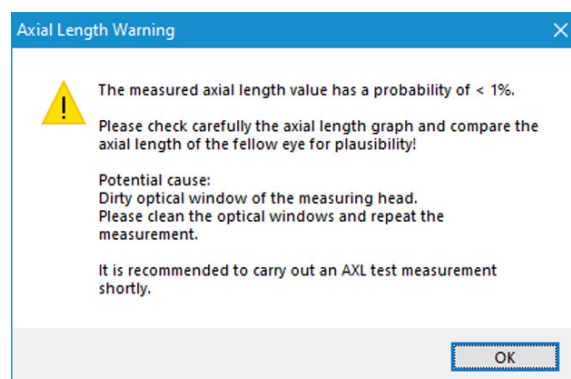 Axial Length Warning
The measured axial length value has a probability of < 1%.
Please check carefully the axial length graph and compare the
axial length of the fellow eye for plausibility!
Potential cause:
Dirty optical window of the measuring head.
Please clean the optical windows and repeat the
measurement.
It is recommended to carry out an AXL test measurement
shortly.
OK